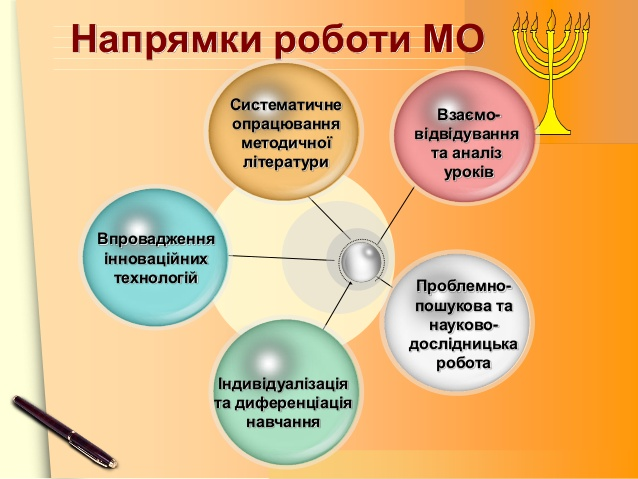 Напрямки роботи МО
Систематичне
опрацювання
методичної
літератури
Взаємо-
відвідування
та аналіз
уроків
Впровадження
інноваційних
технологій
Проблемно-
пошукова та
науково-
дослідницька
робота
Індивідуалізація
та диференціація
навчання